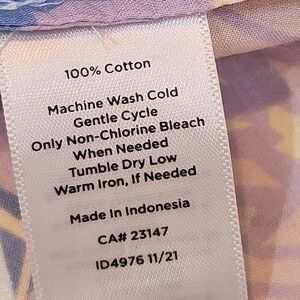 100% Cotton
Machine Wash Cold
Gentle Cycle
Only Non-Chlorine Bleach
When Needed
Tumble Dry Low
Warm Iron, If Needed
Made In Indonesia
CA# 23147
ID4976 11/21